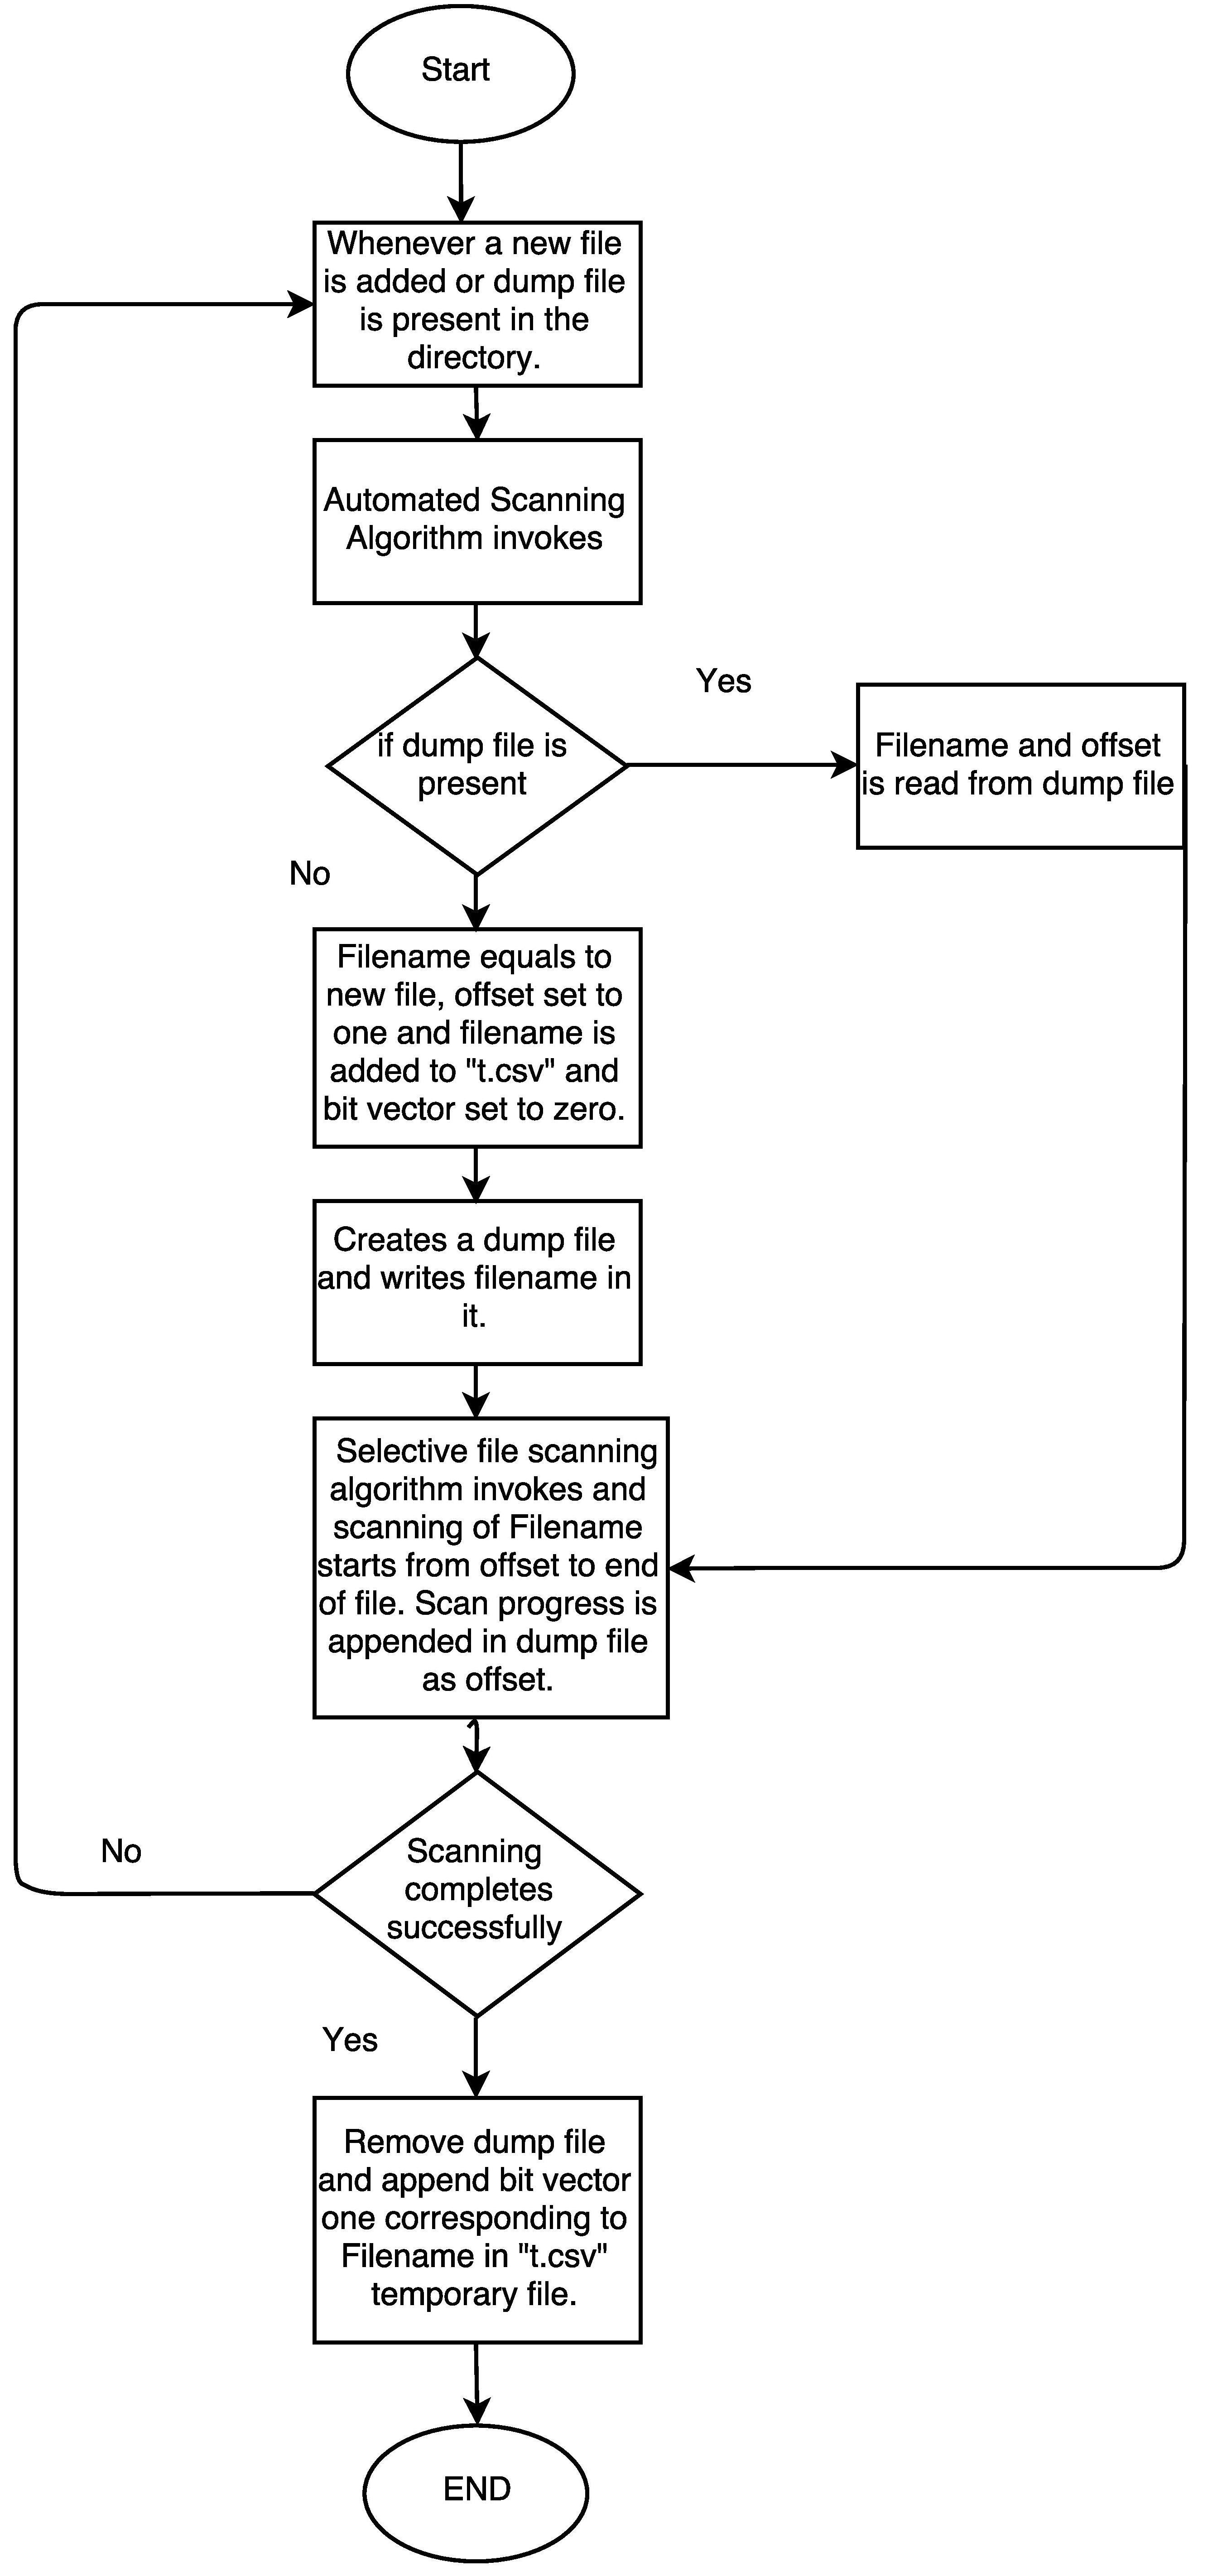 Start
Whenever a new file
is added or dump file
is present in the
directory.
Automated Scanning
Algorithm invokes
if dump file is
present
Yes
Filename and offset
is read from dump file
No
Filename equals to
new file, offset set to
one and filename is
added to "t.csv" and
bit vector set to zero.
Creates a dump file
and writes filename in
it.
Selective file scanning
algorithm invokes and
scanning of Filename
starts from offset to end
of file. Scan progress is
appended in dump file
as offset.
Scanning
completes
successfully
No
Yes
Remove dump file
and append bit vector
one corresponding to
Filename in "t.csv"
temporary file.
END